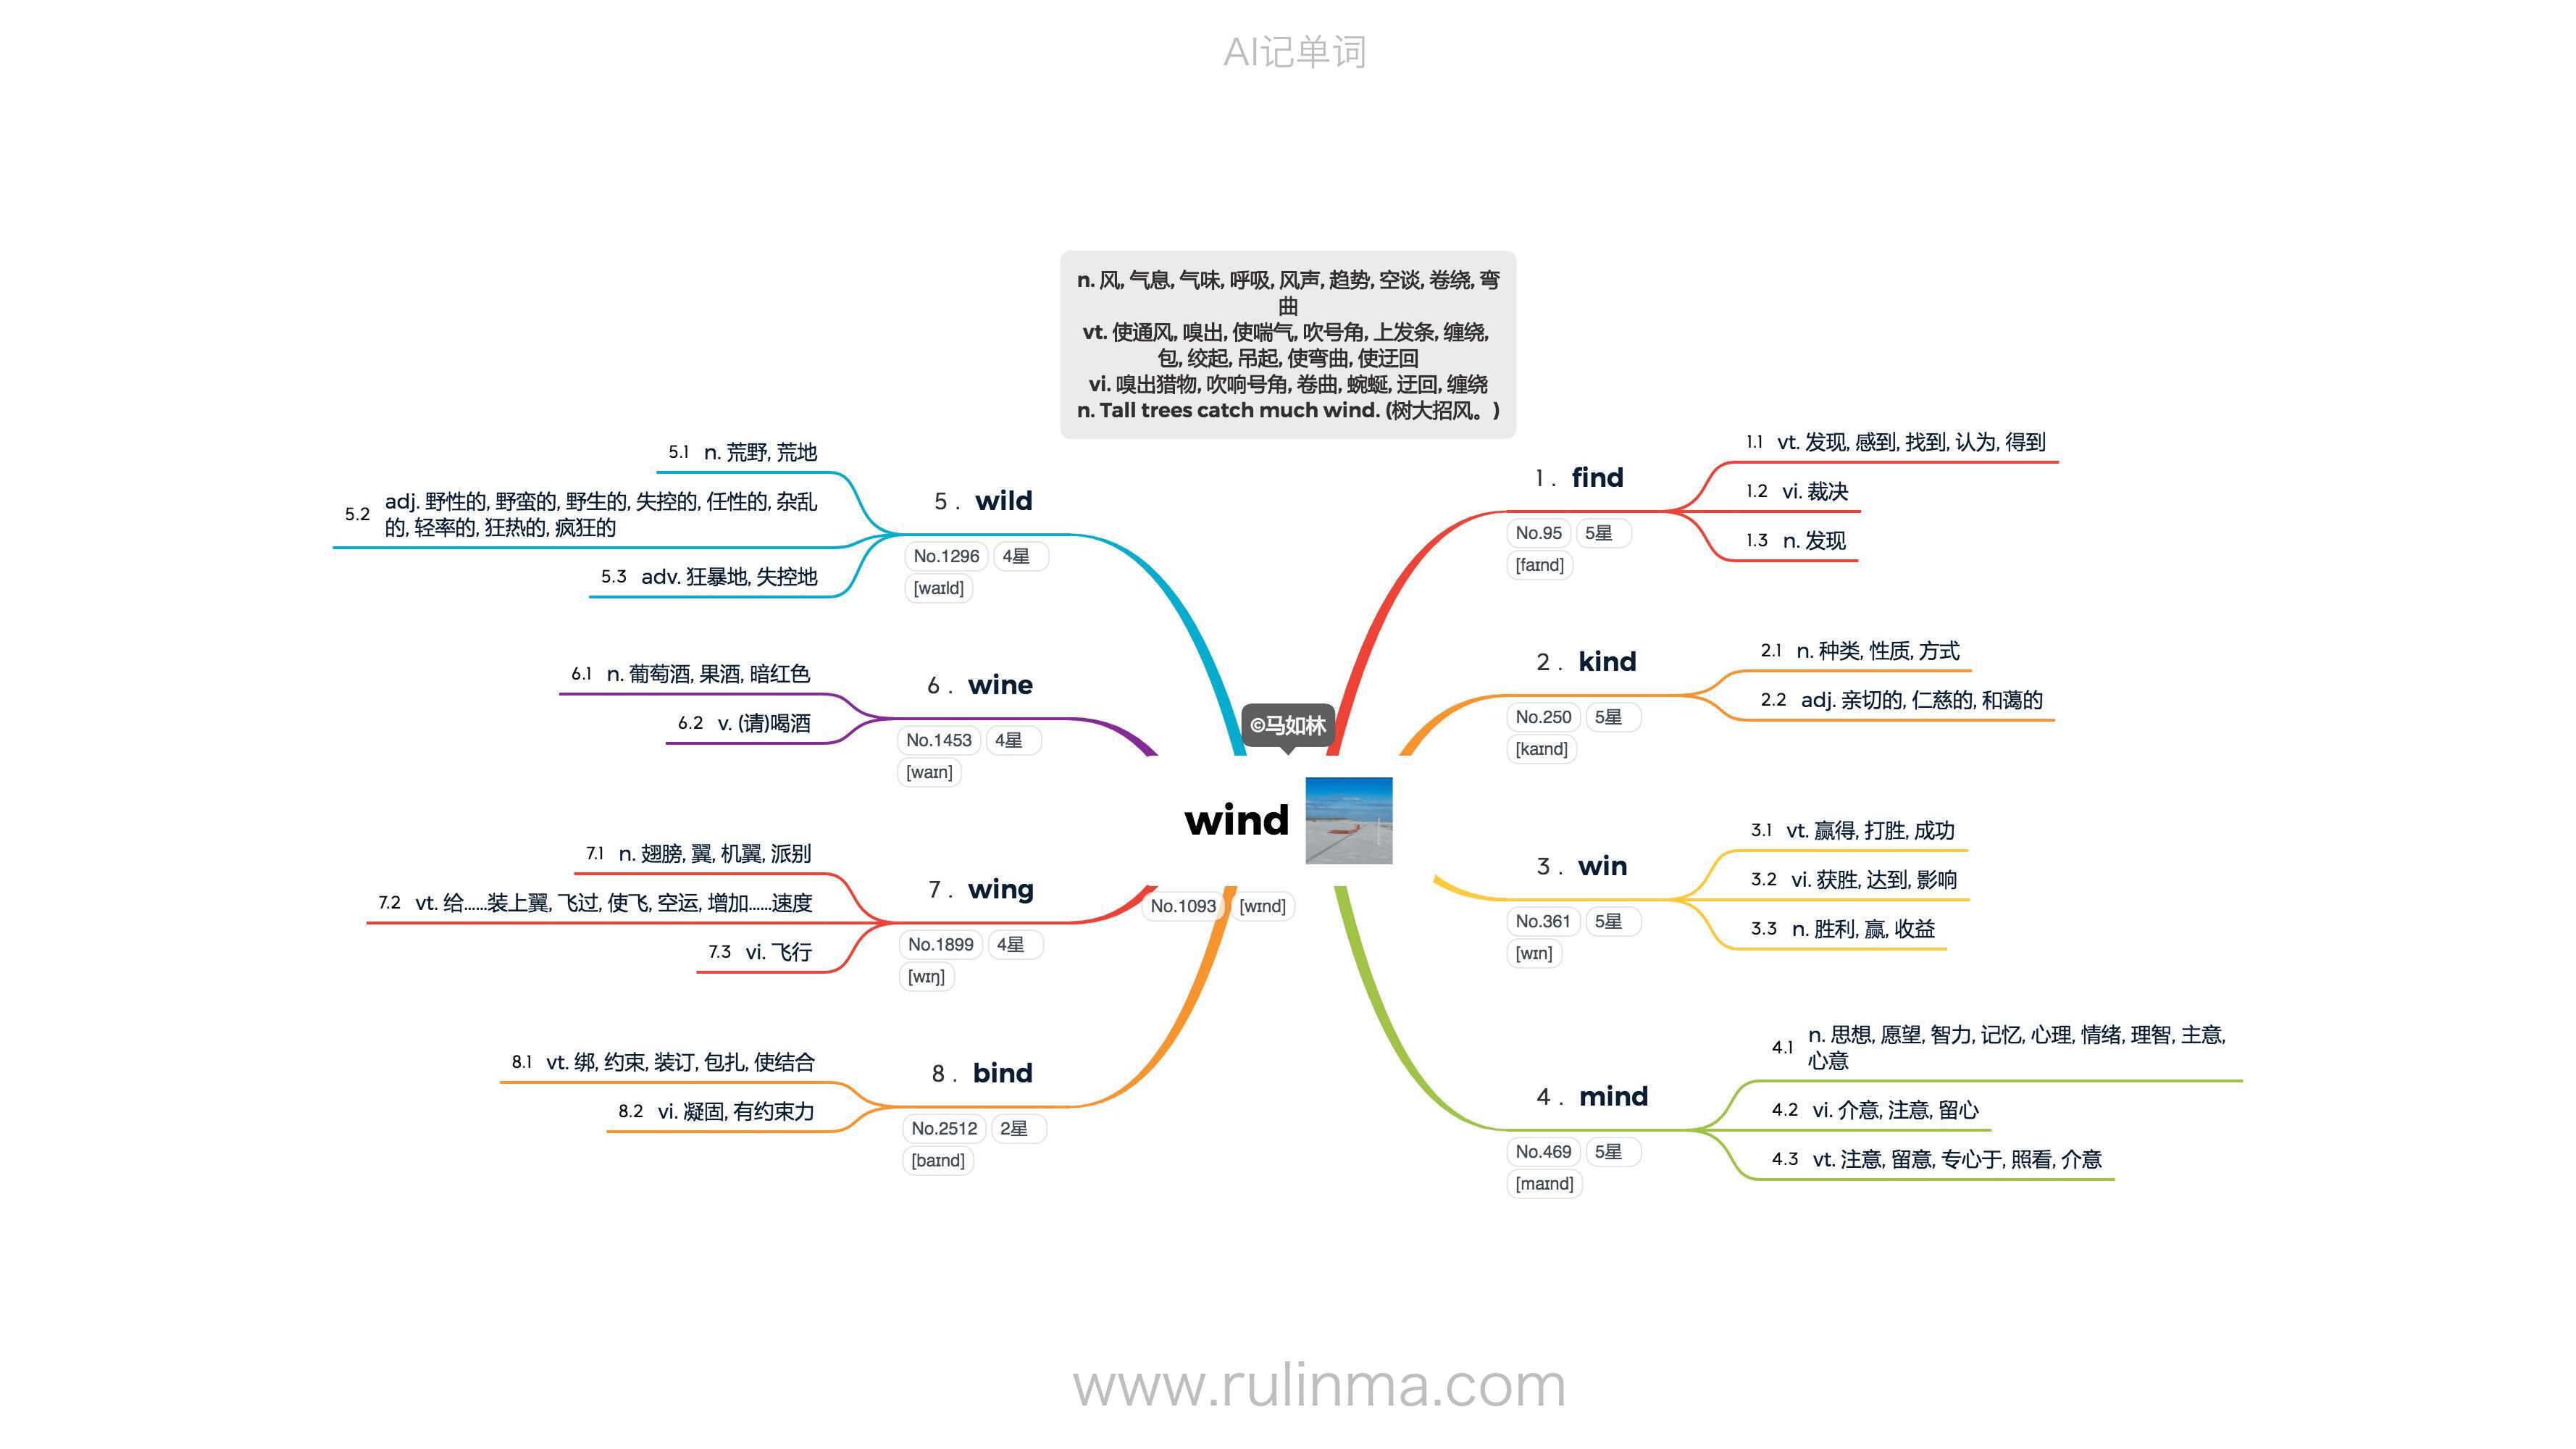 AI记单词
n. 风, 气息, 气味, 呼吸, 风声, 趋势, 空谈, 卷绕, 弯
曲
vt. 使通风, 嗅出, 使喘气, 吹号角, 上发条, 缠绕,
包, 绞起, 吊起, 使弯曲, 使迂回
vi. 嗅出猎物, 吹响号角, 卷曲, 蜿蜒, 迂回, 缠绕
n. Tall trees catch much wind. (树大招风。)
©马如林
wind
No.1093 [wɪnd]
1. find
No.95 5星
[faɪnd]
1.1 vt. 发现, 感到, 找到, 认为, 得到
1.2 vi. 裁决
1.3 n. 发现
2. kind
No.250 5星
[kaɪnd]
2.1 n. 种类, 性质, 方式
2.2 adj. 亲切的, 仁慈的, 和蔼的
3. win
No.361 5星
[wɪn]
3.1 vt. 赢得, 打胜, 成功
3.2 vi. 获胜, 达到, 影响
3.3 n. 胜利, 赢, 收益
4. mind
No.469 5星
[maɪnd]
4.1 n. 思想, 愿望, 智力, 记忆, 心理, 情绪, 理智, 主意,
心意
4.2 vi. 介意, 注意, 留心
4.3 vt. 注意, 留意, 专心于, 照看, 介意
5. wild
No.1296 4星
[waɪld]
5.1 n. 荒野, 荒地
5.2 adj. 野性的, 野蛮的, 野生的, 失控的, 任性的, 杂乱
的, 轻率的, 狂热的, 疯狂的
5.3 adv. 狂暴地, 失控地
6. wine
No.1453 4星
[waɪn]
6.1 n. 葡萄酒, 果酒, 暗红色
6.2 v. (请)喝酒
7. wing
No.1899 4星
[wɪŋ]
7.1 n. 翅膀, 翼, 机翼, 派别
7.2 vt. 给......装上翼, 飞过, 使飞, 空运, 增加......速度
7.3 vi. 飞行
8. bind
No.2512 2星
[baɪnd]
8.1 vt. 绑, 约束, 装订, 包扎, 使结合
8.2 vi. 凝固, 有约束力
www.rulinma.com